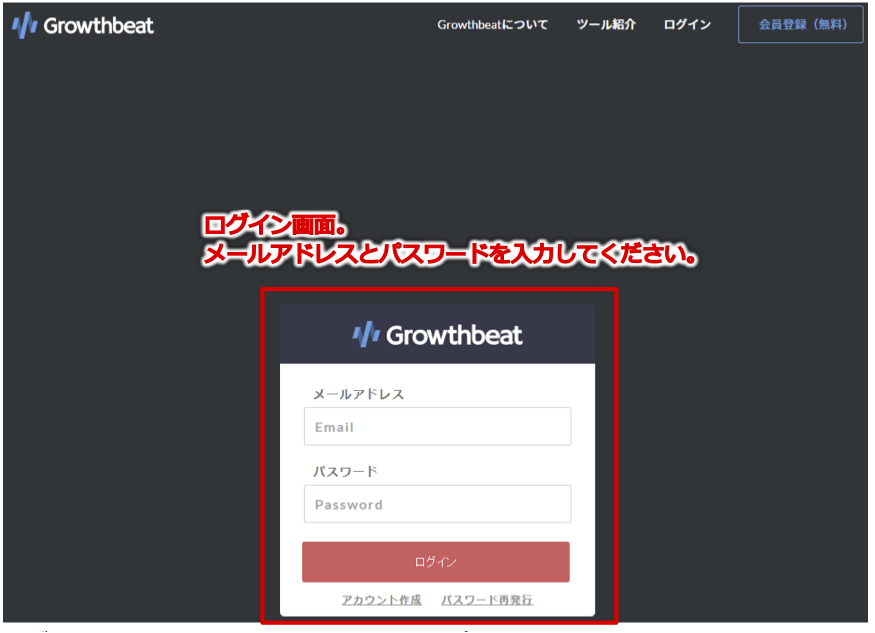 Growthbeat
Growthbeatについて ツール紹介 ログイン 会員登録（無料）
ログイン画面。
メールアドレスとパスワードを入力してください。
Growthbeat
メールアドレス
Email
パスワード
Password
ログイン
アカウント作成 パスワード再発行